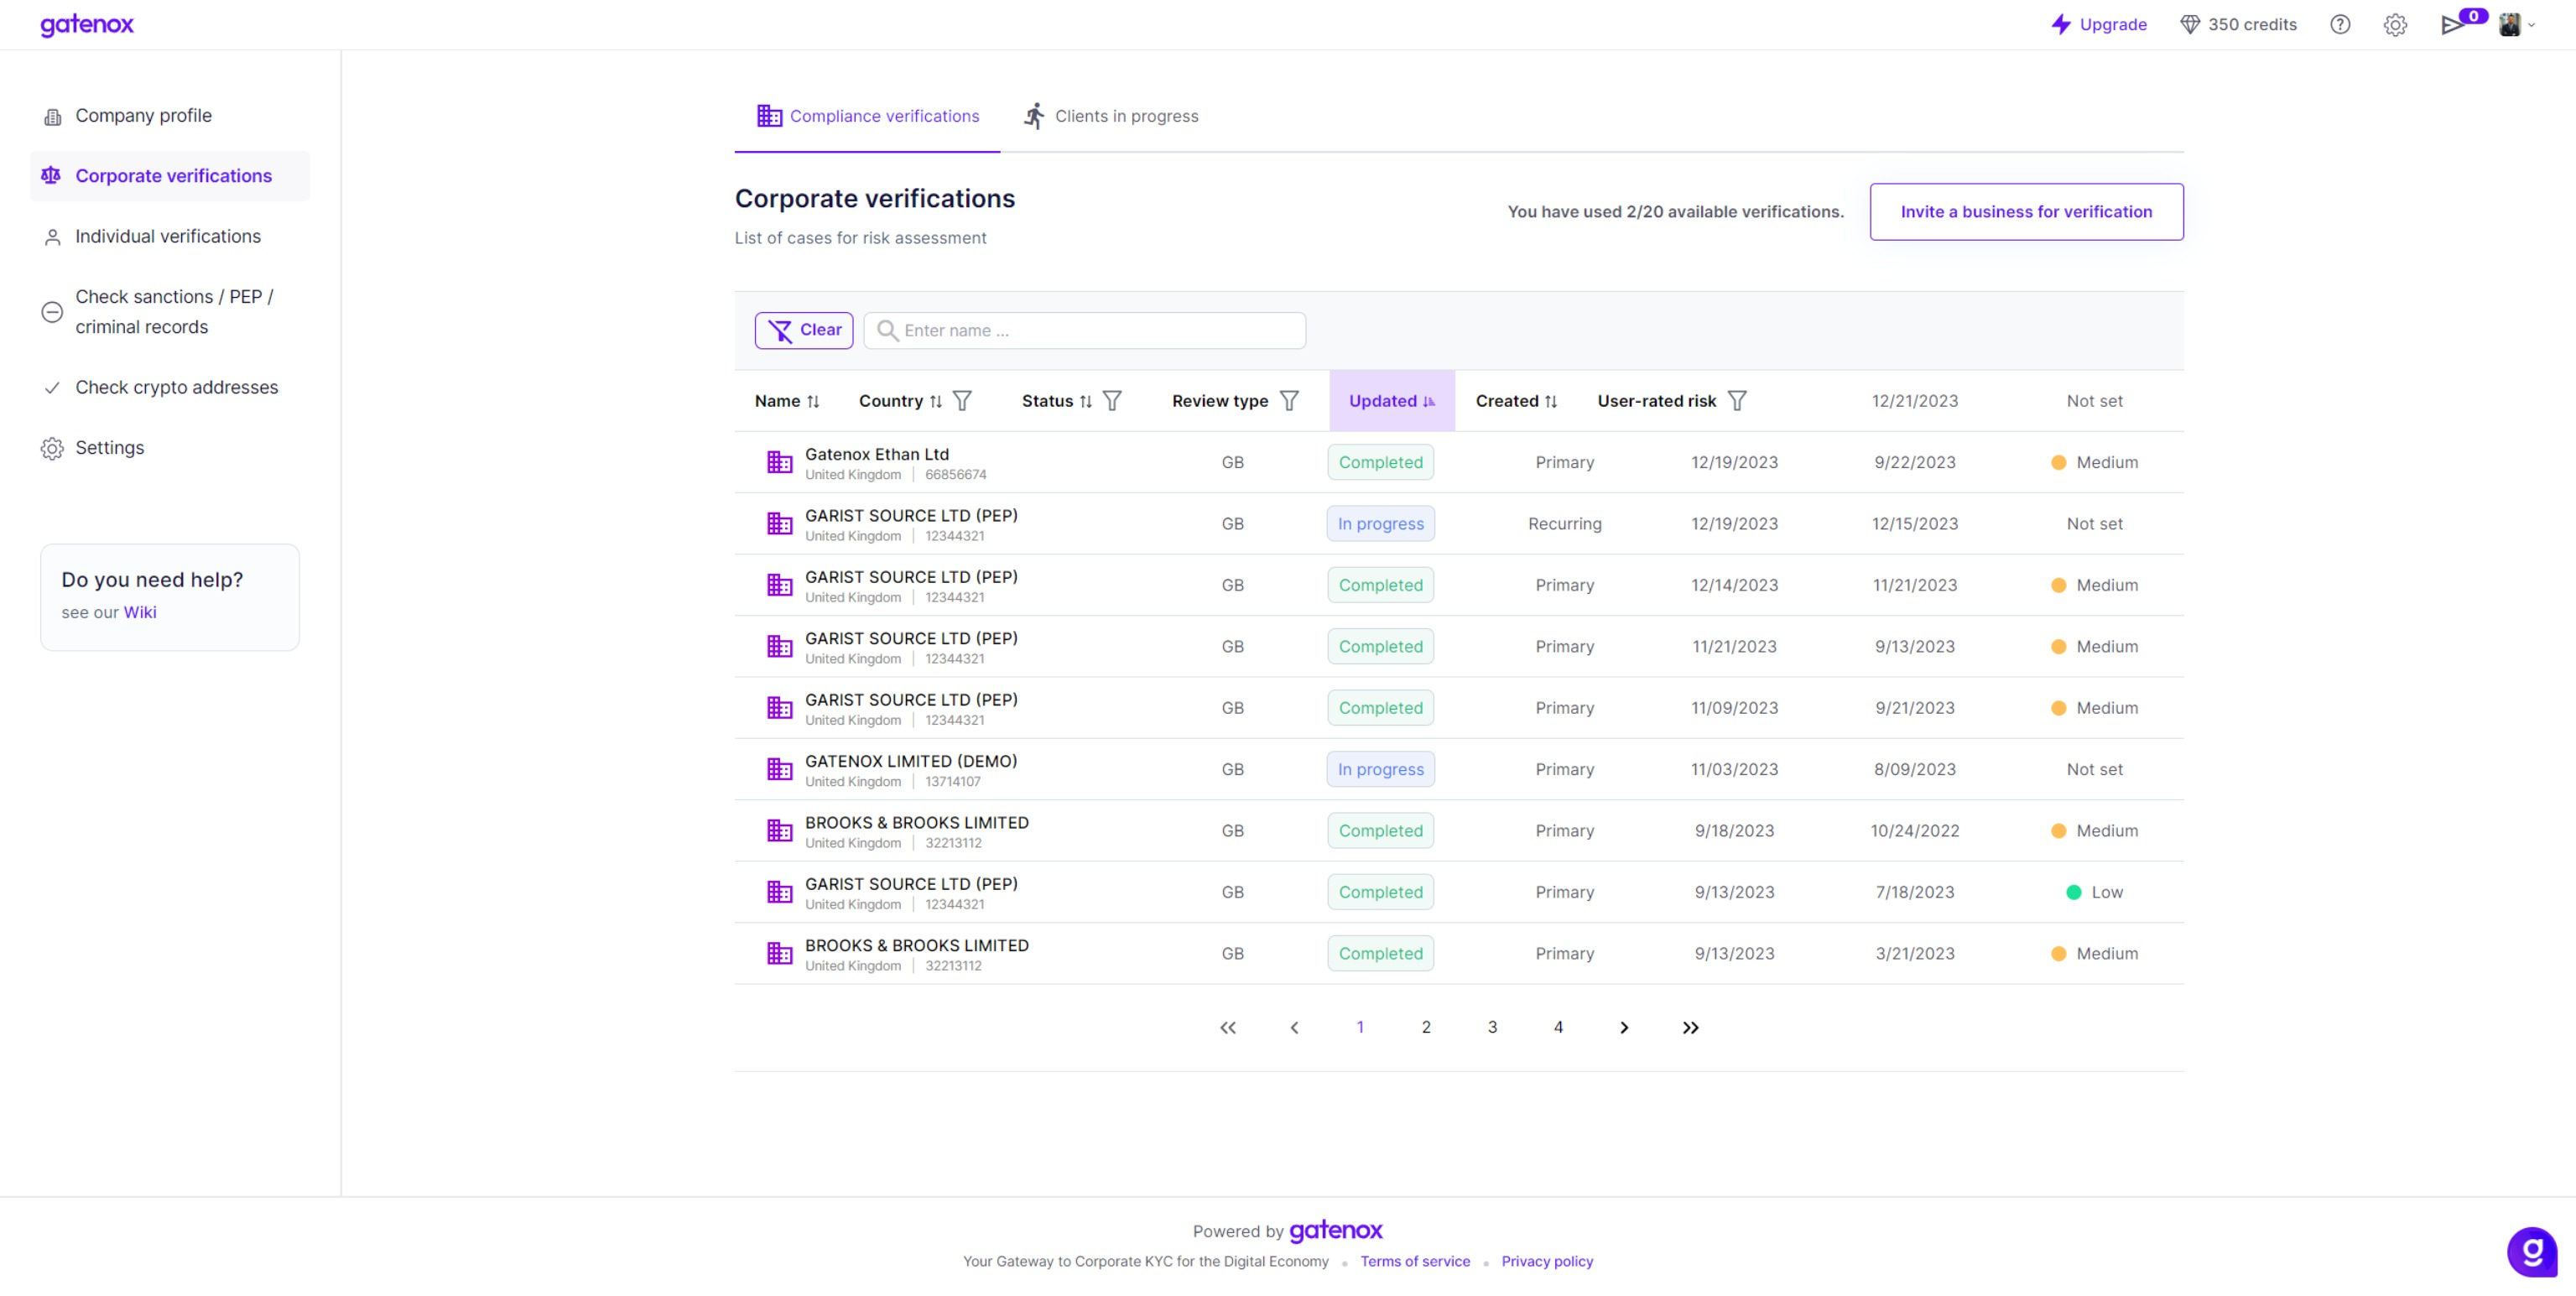 gatenox
Upgrade
350 credits
0
Company profile
Corporate verifications
Individual verifications
Check sanctions / PEP /
criminal records
Check crypto addresses
Settings
Do you need help?
see our Wiki
Compliance verifications
Clients in progress
Corporate verifications
List of cases for risk assessment
You have used 2/20 available verifications.
Invite a business for verification
Clear
Enter name ...
Name Country Status Review type Updated Created User-rated risk 12/21/2023 Not set
Gatenox Ethan Ltd
United Kingdom | 66856674
GB Completed Primary 12/19/2023 9/22/2023 Medium
GARIST SOURCE LTD (PEP)
United Kingdom | 12344321
GB In progress Recurring 12/19/2023 12/15/2023 Not set
GARIST SOURCE LTD (PEP)
United Kingdom | 12344321
GB Completed Primary 12/14/2023 11/21/2023 Medium
GARIST SOURCE LTD (PEP)
United Kingdom | 12344321
GB Completed Primary 11/21/2023 9/13/2023 Medium
GARIST SOURCE LTD (PEP)
United Kingdom | 12344321
GB Completed Primary 11/09/2023 9/21/2023 Medium
GATENOX LIMITED (DEMO)
United Kingdom | 13714107
GB In progress Primary 11/03/2023 8/09/2023 Not set
BROOKS & BROOKS LIMITED
United Kingdom | 32213112
GB Completed Primary 9/18/2023 10/24/2022 Medium
GARIST SOURCE LTD (PEP)
United Kingdom | 12344321
GB Completed Primary 9/13/2023 7/18/2023 Low
BROOKS & BROOKS LIMITED
United Kingdom | 32213112
GB Completed Primary 9/13/2023 3/21/2023 Medium
1 2 3 4
Powered by gatenox
Your Gateway to Corporate KYC for the Digital Economy • Terms of service • Privacy policy
g